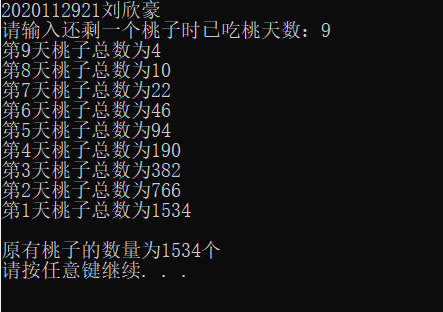 2020112921刘欣豪
请输入还剩一个桃子时已吃桃天数：9
第9天桃子总数为4
第8天桃子总数为10
第7天桃子总数为22
第6天桃子总数为46
第5天桃子总数为94
第4天桃子总数为190
第3天桃子总数为382
第2天桃子总数为766
第1天桃子总数为1534
原有桃子的数量为1534个
请按任意键继续. . .